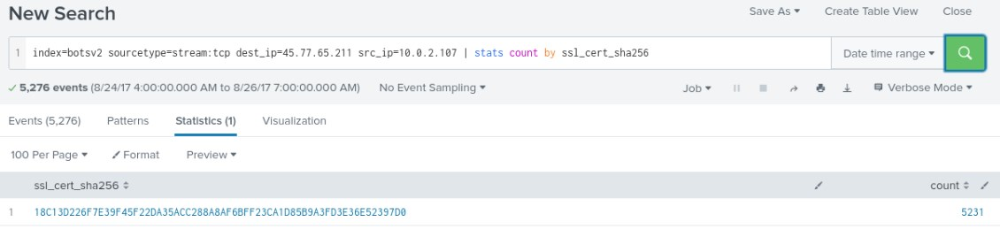 New Search
Save As Create Table View Close
1 index=botsv2 sourcetype=stream:tcp dest_ip=45.77.65.211 src_ip=10.0.2.107 | stats count by ssl_cert_sha256
Date time range
5,276 events (8/24/17 4:00:00.000 AM to 8/26/17 7:00:00.000 AM) No Event Sampling Job Verbose Mode
Events (5,276) Patterns Statistics (1) Visualization
100 Per Page Format Preview
ssl_cert_sha256 count
1 18C13D226F7E39F45F22DA35ACC288A8AF6BFF23CA1D85B9A3FD3E36E52397D0 5231